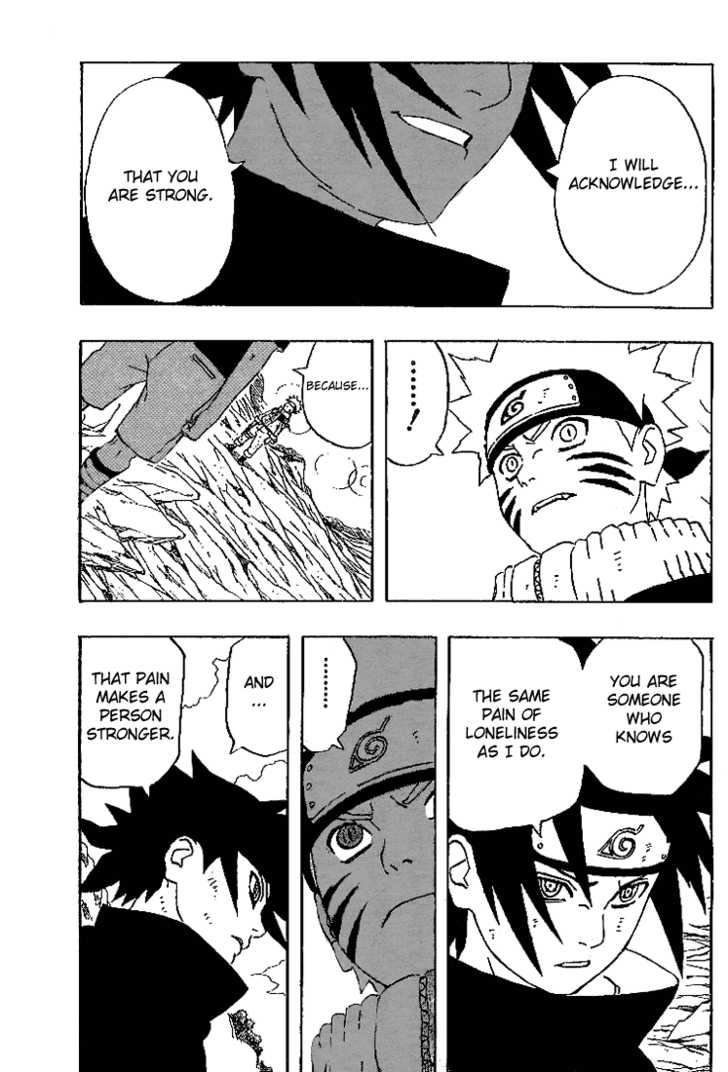 I WILL
ACKNOWLEDGE...
THAT YOU
ARE STRONG.
.......!
BECAUSE...
YOU ARE
SOMEONE
WHO
KNOWS
THE SAME
PAIN OF
LONELINESS
AS I DO.
........
AND
...
THAT PAIN
MAKES A
PERSON
STRONGER.